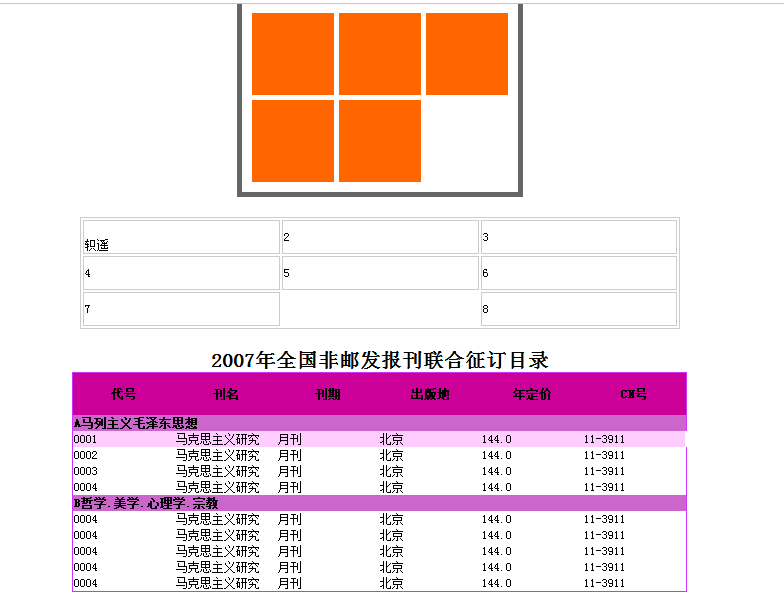 轵遥 2 3
4 5 6
7 8
2007年全国非邮发报刊联合征订目录
代号 刊名 刊期 出版地 年定价 CN号
A马列主义毛泽东思想
0001 马克思主义研究 月刊 北京 144.0 11-3911
0002 马克思主义研究 月刊 北京 144.0 11-3911
0003 马克思主义研究 月刊 北京 144.0 11-3911
0004 马克思主义研究 月刊 北京 144.0 11-3911
B哲学.美学.心理学.宗教
0004 马克思主义研究 月刊 北京 144.0 11-3911
0004 马克思主义研究 月刊 北京 144.0 11-3911
0004 马克思主义研究 月刊 北京 144.0 11-3911
0004 马克思主义研究 月刊 北京 144.0 11-3911
0004 马克思主义研究 月刊 北京 144.0 11-3911